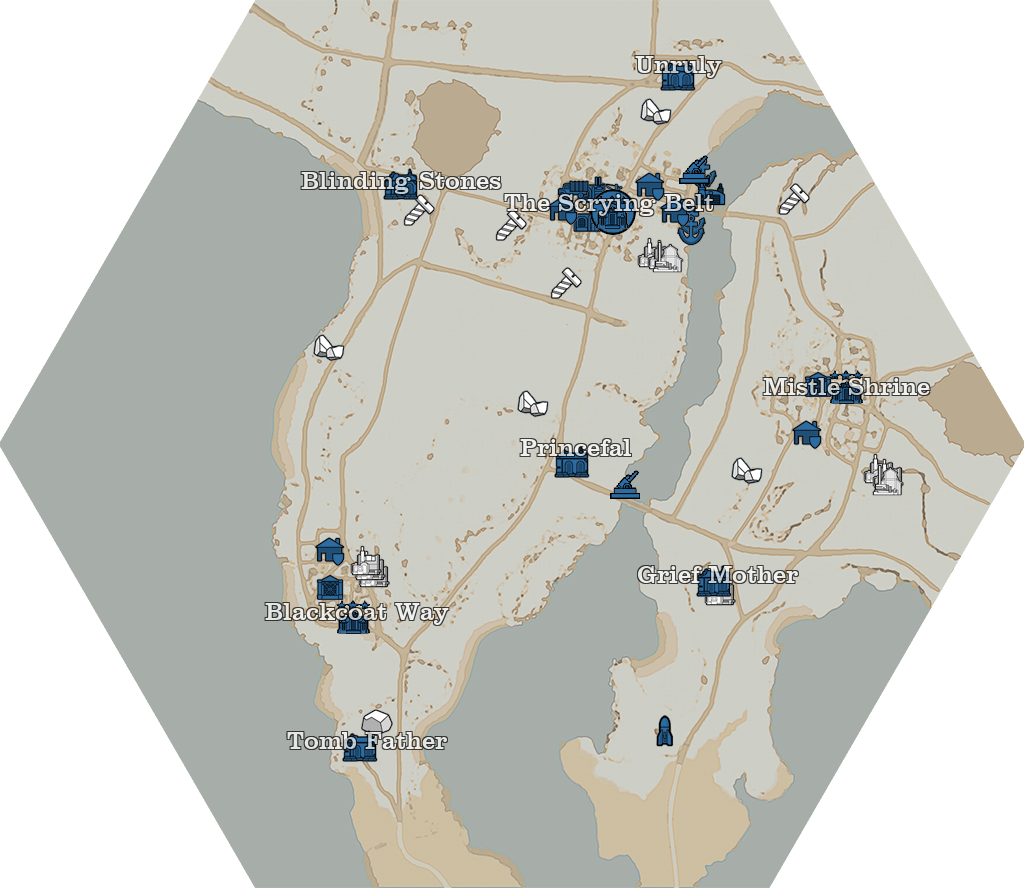 Unruly
Blinding Stones
The Scrying Belt
Mistle Shrine
Princefal
Grief Mother
Blackcoat Way
Tomb Father